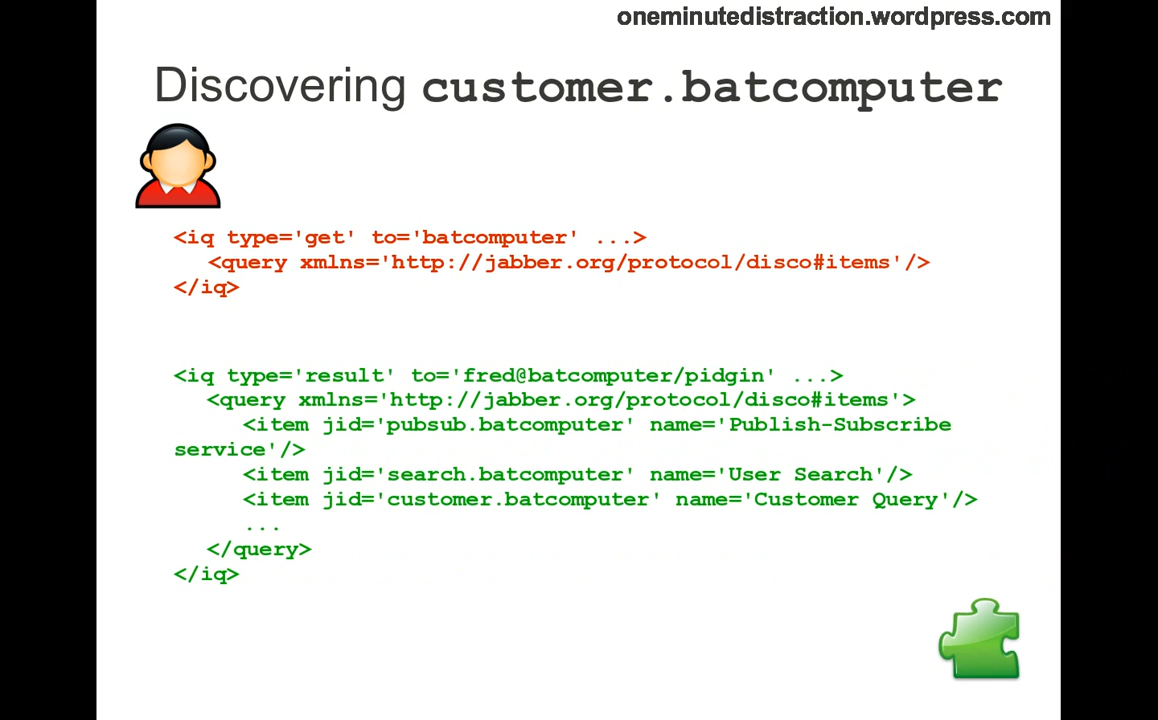 oneminutedistraction.wordpress.com
Discovering customer.batcomputer
<iq type='get' to='batcomputer' ...>
<query xmlns='http://jabber.org/protocol/disco#items'/>
</iq>
<iq type='result' to='fred@batcomputer/pidgin' ...>
<query xmlns='http://jabber.org/protocol/disco#items'>
<item jid='pubsub.batcomputer' name='Publish-Subscribe
service'/>
<item jid='search.batcomputer' name='User Search'/>
<item jid='customer.batcomputer' name='Customer Query'/>
...
</query>
</iq>